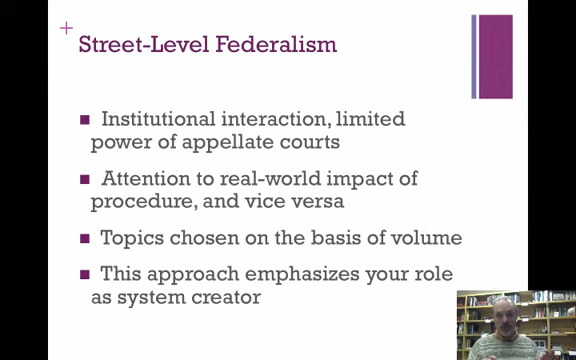 +
Street-Level Federalism
■ Institutional interaction, limited
power of appellate courts
■ Attention to real-world impact of
procedure, and vice versa
■ Topics chosen on the basis of volume
■ This approach emphasizes your role
as system creator